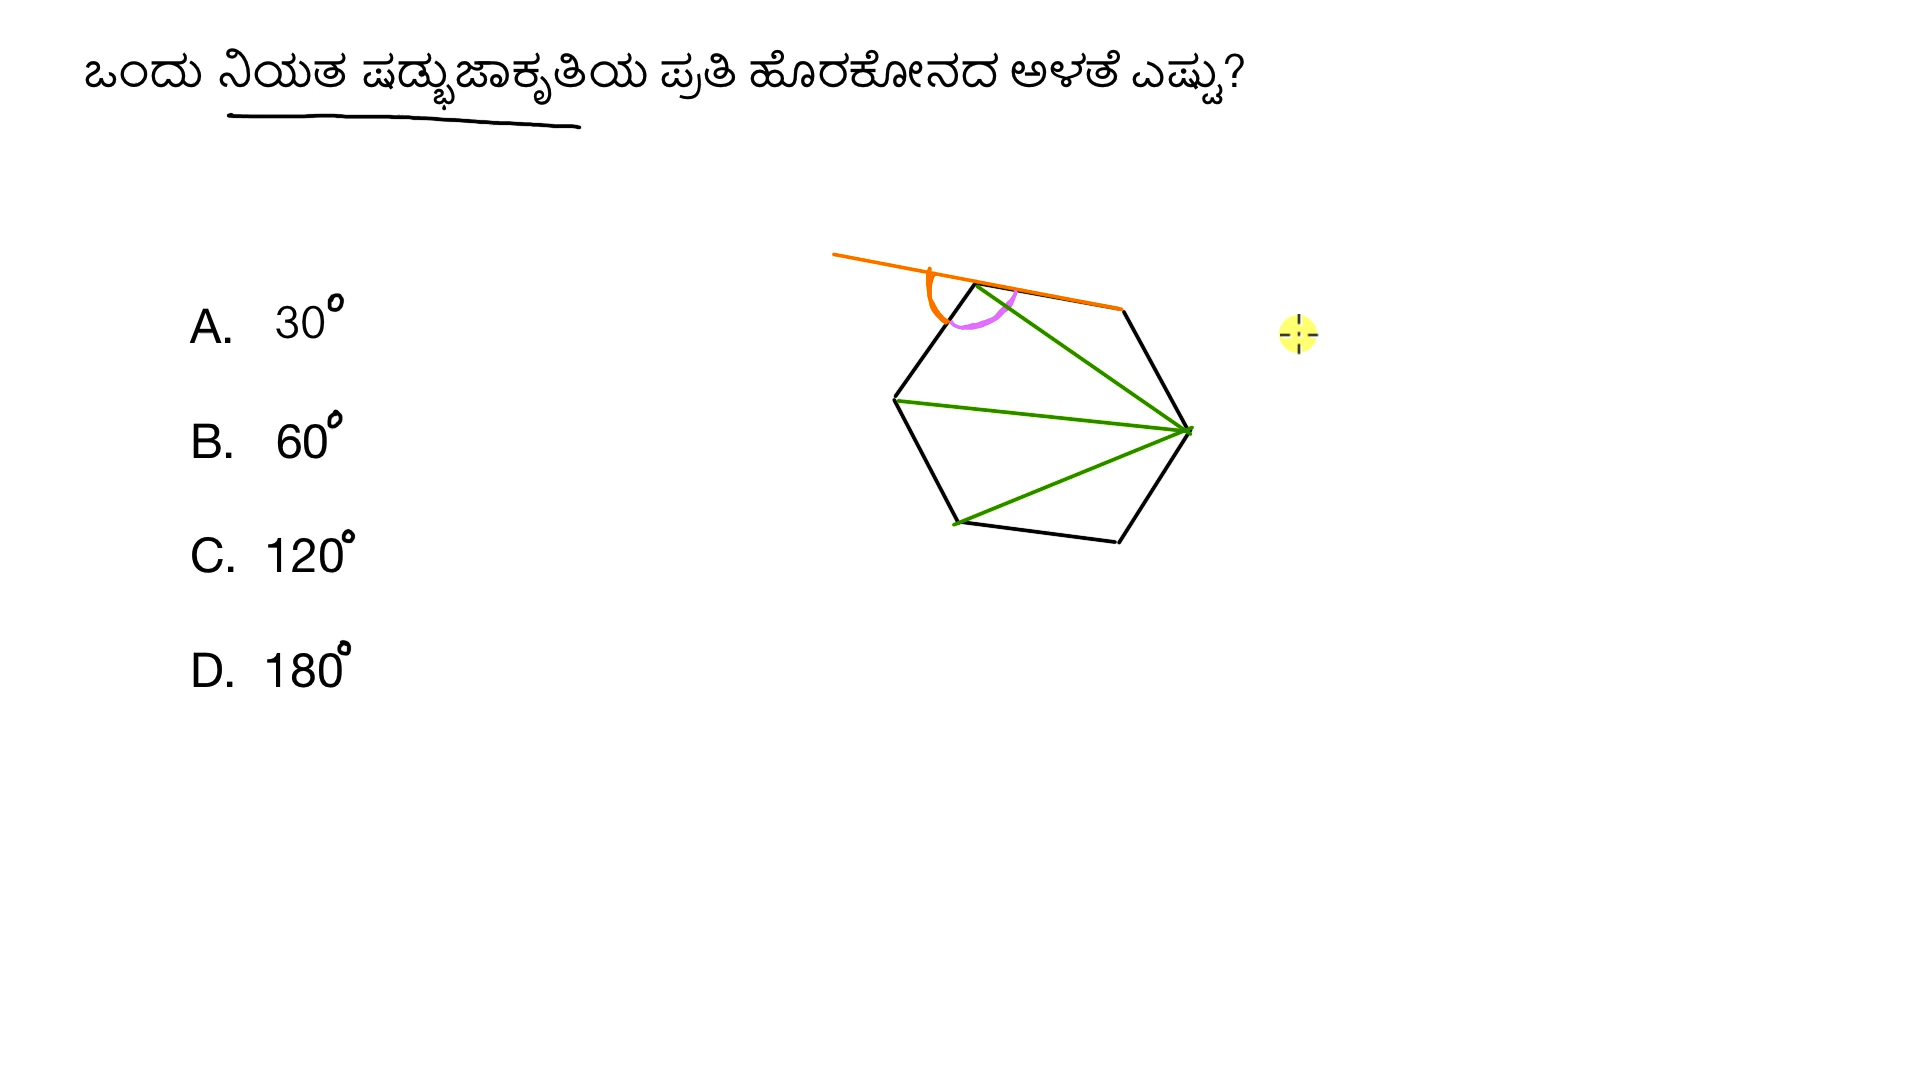 ಒಂದು ನಿಯತ ಷಡ್ಭುಜಾಕೃತಿಯ ಪ್ರತಿ ಹೊರಕೋನದ ಅಳತೆ ಎಷ್ಟು?
A. 30°
B. 60°
C. 120°
D. 180°